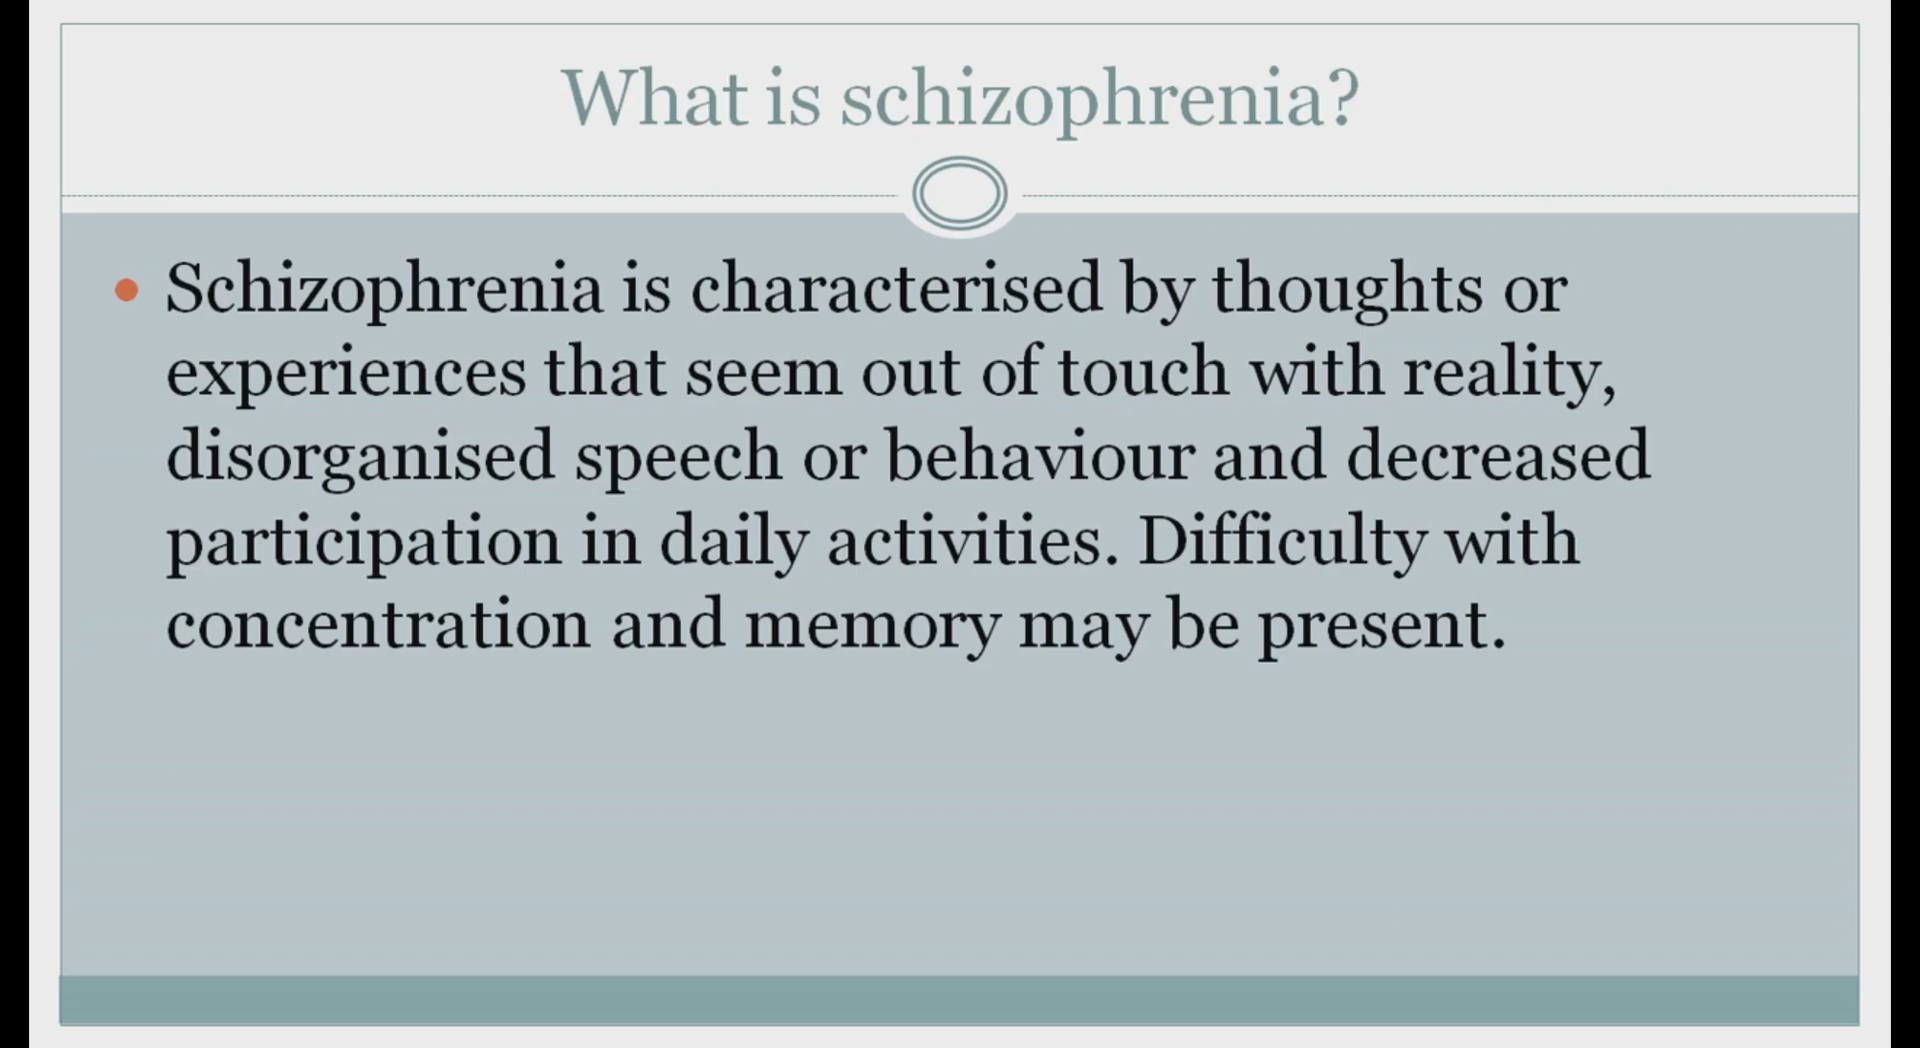 What is schizophrenia?
Schizophrenia is characterised by thoughts or
experiences that seem out of touch with reality,
disorganised speech or behaviour and decreased
participation in daily activities. Difficulty with
concentration and memory may be present.